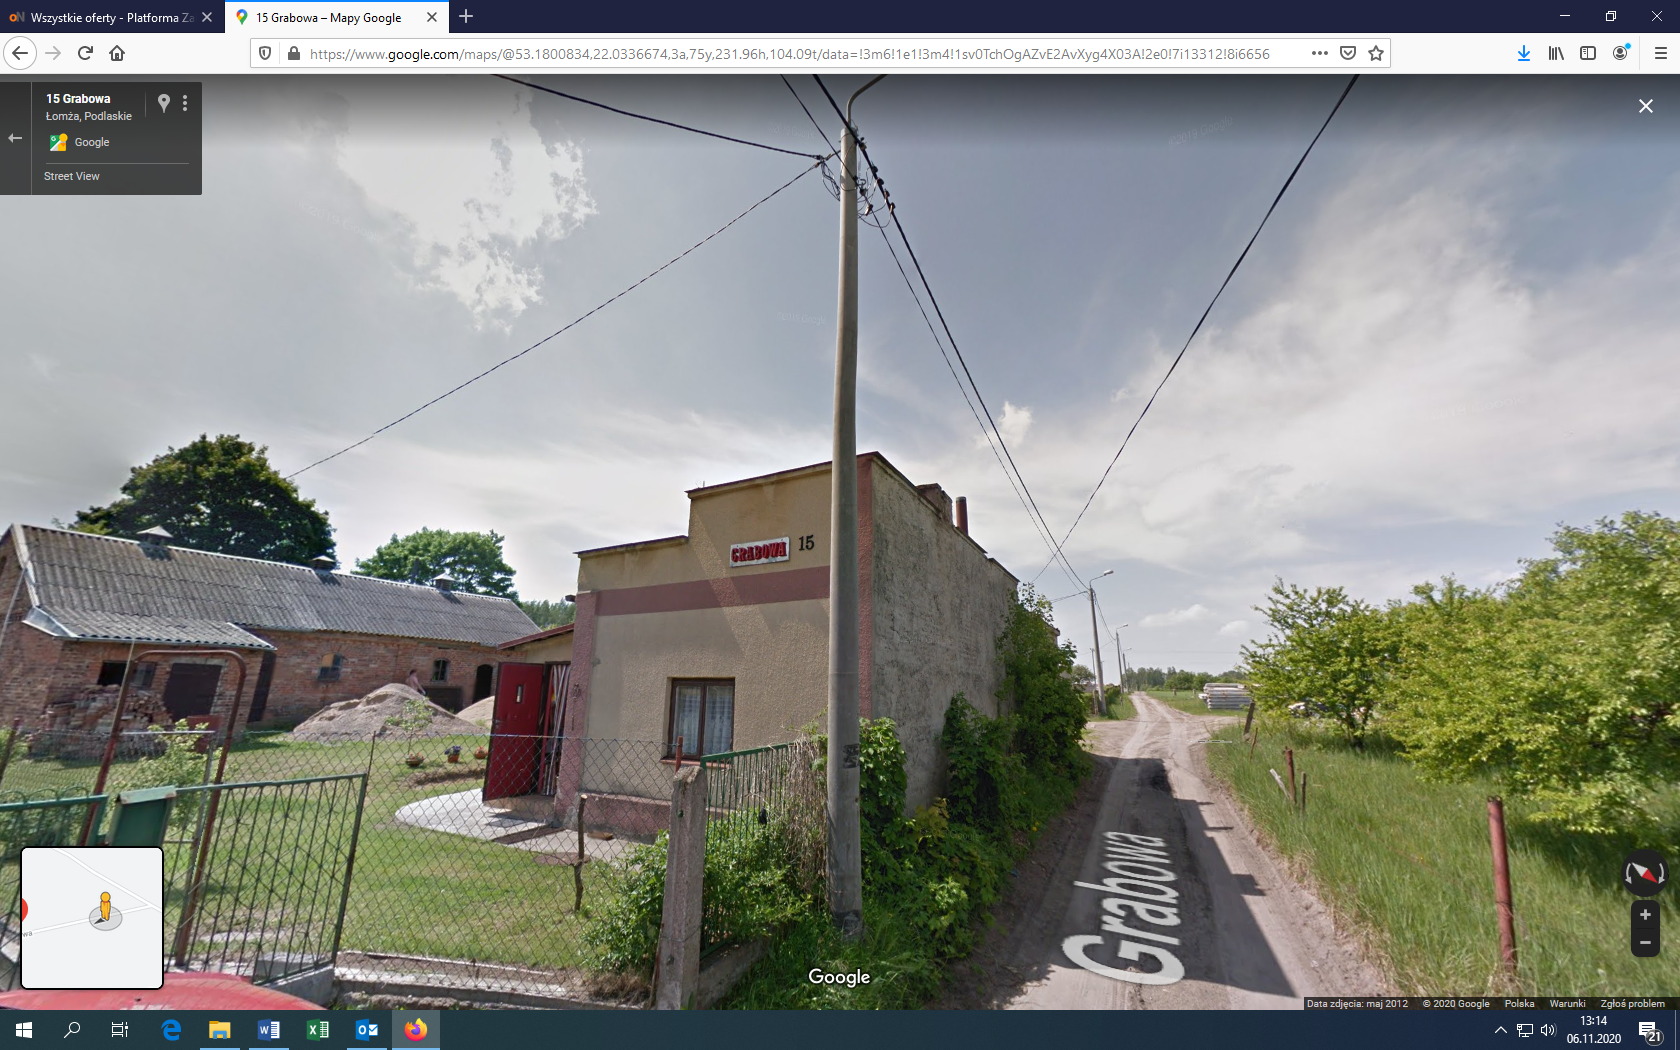 Wszystkie oferty - Platforma Za
15 Grabowa – Mapy Google
https://www.google.com/maps/@53.1800834,22.0336674,3a,75y,231.96h,104.09t/data=!3m6!1e1!3m4!1sv0TchOgAZvE2AvXyg4X03A!2e0!7i13312!8i6656
15 Grabowa
Łomża, Podlaskie
Google
Street View
GRABOWA 15
Grabowa
Google
Data zdjęcia: maj 2012 © 2020 Google Polska Warunki Zgłoś problem
13:14
06.11.2020
21